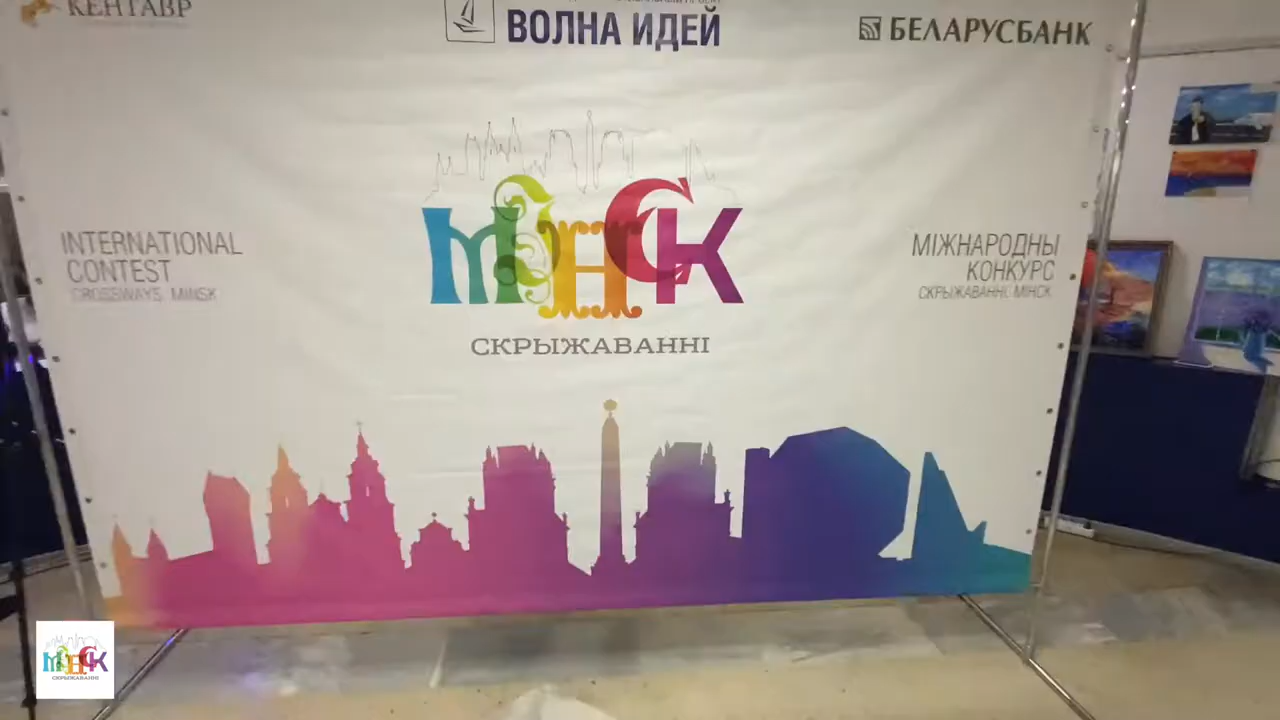 КЕНТАВР
ВОЛНА ИДЕЙ
БЕЛАРУСБАНК
МІНСК
СКРЫЖАВАННІ
INTERNATIONAL
CONTEST
CROSSWAYS. MINSK
МІЖНАРОДНЫ
КОНКУРС
СКРЫЖАВАННІ. МІНСК
МІНСК
СКРЫЖАВАННІ